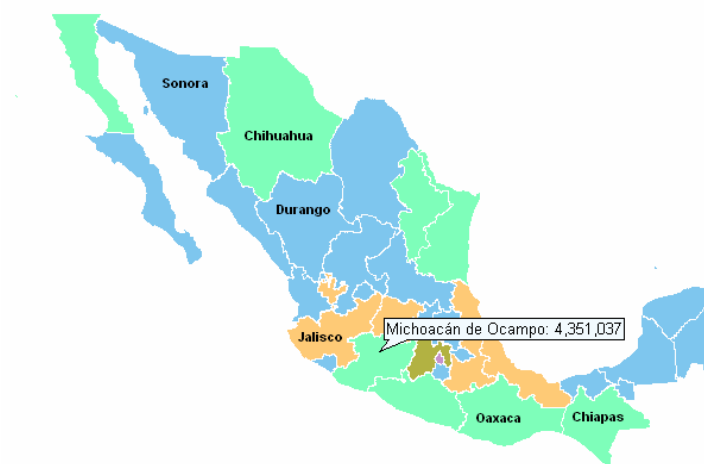 Sonora
Chihuahua
Durango
Michoacán de Ocampo: 4,351,037
Jalisco
Oaxaca
Chiapas